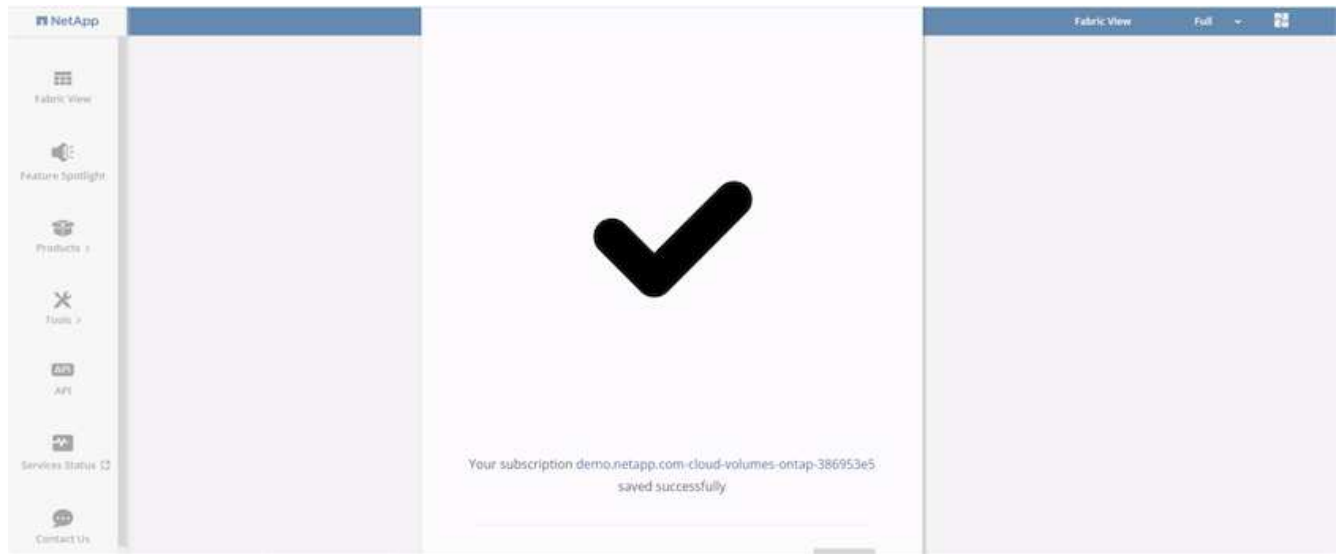 NetApp
Fabric View
Full
Fabric View
Feature Spotlight
Products >
Tools >
API
API
Services Status
Contact Us
Your subscription demo.netapp.com-cloud-volumes-ontap-386953e5
saved successfully